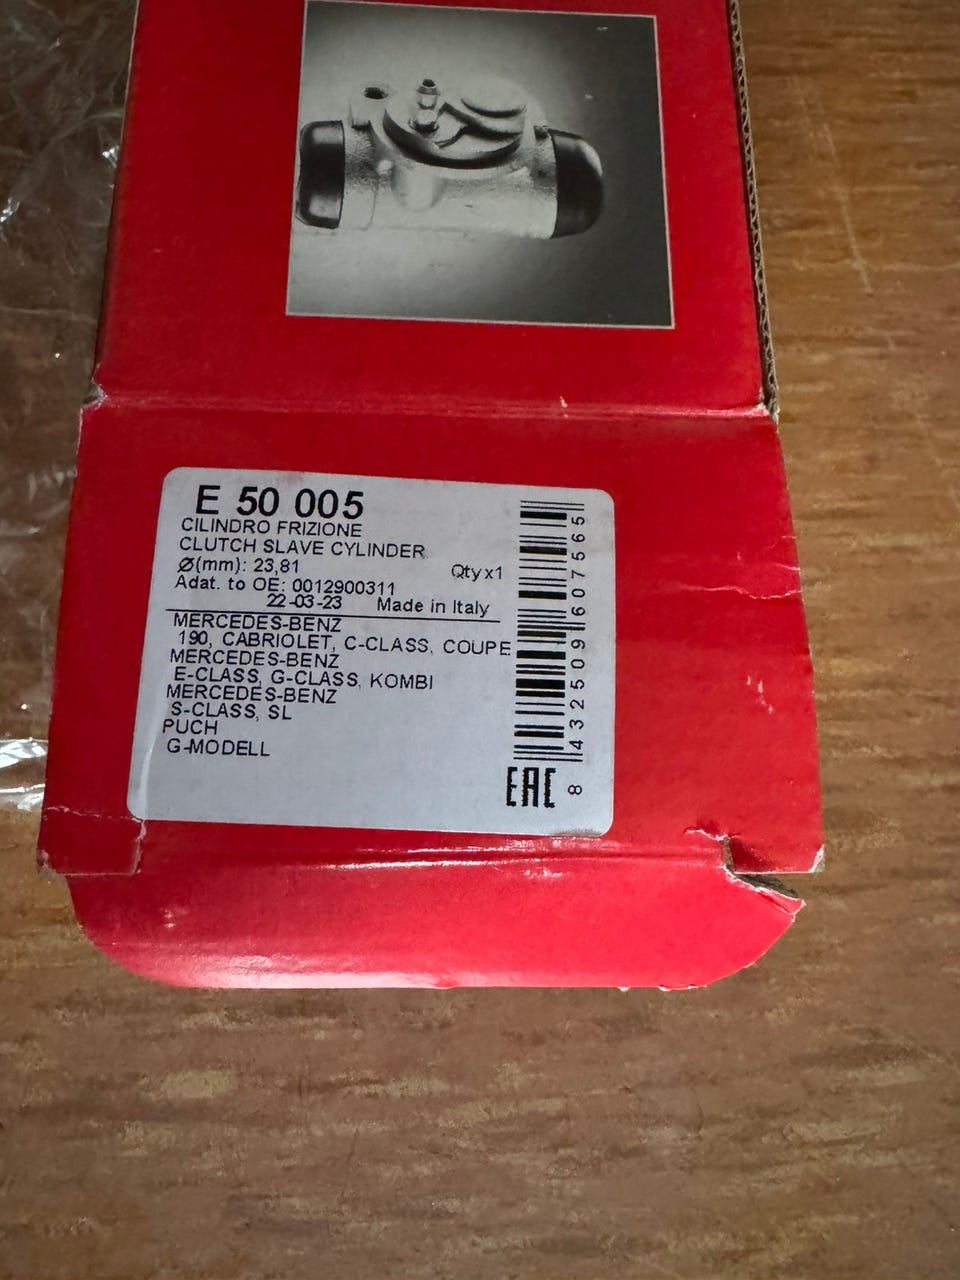 E 50 005
CILINDRO FRIZIONE
CLUTCH SLAVE CYLINDER
Ø(mm): 23,81
Qty x1
Adat. to OE: 0012900311
22-03-23 Made in Italy
MERCEDES-BENZ
190, CABRIOLET, C-CLASS, COUPE
MERCEDES-BENZ
E-CLASS, G-CLASS, KOMBI
MERCEDES-BENZ
S-CLASS, SL
PUCH
G-MODELL
8 432509 607565
EAC